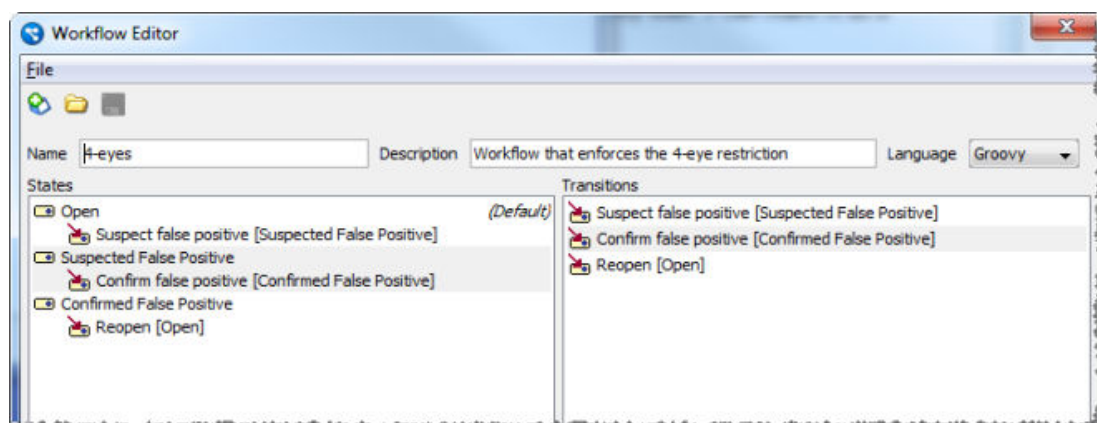 Workflow Editor
File
Name 4-eyes Description Workflow that enforces the 4-eye restriction Language Groovy
States Transitions
Open (Default) Suspect false positive [Suspected False Positive]
Suspect false positive [Suspected False Positive] Confirm false positive [Confirmed False Positive]
Suspected False Positive Reopen [Open]
Confirm false positive [Confirmed False Positive]
Confirmed False Positive
Reopen [Open]